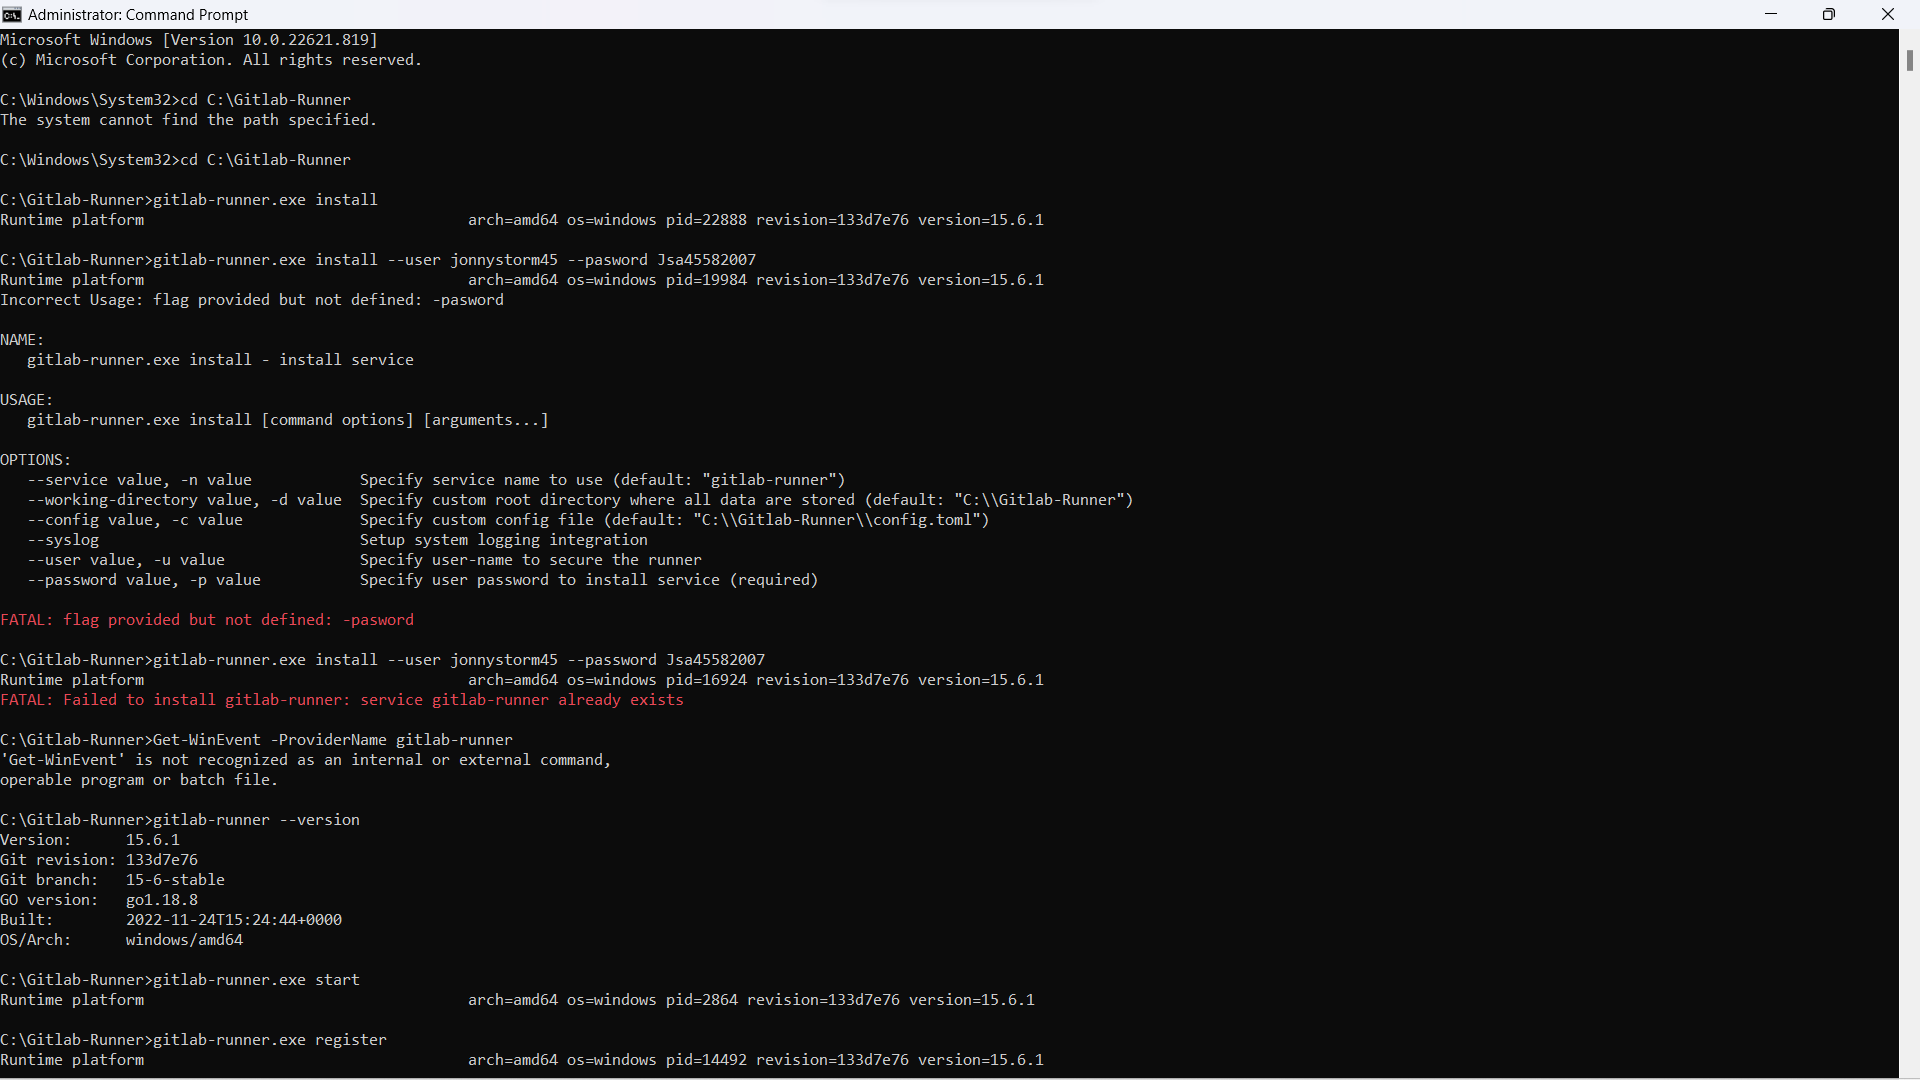 Administrator: Command Prompt
Microsoft Windows [Version 10.0.22621.819]
(c) Microsoft Corporation. All rights reserved.
C:\Windows\System32>cd C:\Gitlab-Runner
The system cannot find the path specified.
C:\Windows\System32>cd C:\Gitlab-Runner
C:\Gitlab-Runner>gitlab-runner.exe install
Runtime platform                                    arch=amd64 os=windows pid=22888 revision=133d7e76 version=15.6.1
C:\Gitlab-Runner>gitlab-runner.exe install --user jonnystorm45 --pasword Jsa45582007
Runtime platform                                    arch=amd64 os=windows pid=19984 revision=133d7e76 version=15.6.1
Incorrect Usage: flag provided but not defined: -pasword
NAME:
   gitlab-runner.exe install - install service
USAGE:
   gitlab-runner.exe install [command options] [arguments...]
OPTIONS:
   --service value, -n value            Specify service name to use (default: "gitlab-runner")
   --working-directory value, -d value  Specify custom root directory where all data are stored (default: "C:\\Gitlab-Runner")
   --config value, -c value             Specify custom config file (default: "C:\\Gitlab-Runner\\config.toml")
   --syslog                             Setup system logging integration
   --user value, -u value               Specify user-name to secure the runner
   --password value, -p value           Specify user password to install service (required)
FATAL: flag provided but not defined: -pasword
C:\Gitlab-Runner>gitlab-runner.exe install --user jonnystorm45 --password Jsa45582007
Runtime platform                                    arch=amd64 os=windows pid=16924 revision=133d7e76 version=15.6.1
FATAL: Failed to install gitlab-runner: service gitlab-runner already exists
C:\Gitlab-Runner>Get-WinEvent -ProviderName gitlab-runner
'Get-WinEvent' is not recognized as an internal or external command,
operable program or batch file.
C:\Gitlab-Runner>gitlab-runner --version
Version:      15.6.1
Git revision: 133d7e76
Git branch:   15-6-stable
GO version:   go1.18.8
Built:        2022-11-24T15:24:44+0000
OS/Arch:      windows/amd64
C:\Gitlab-Runner>gitlab-runner.exe start
Runtime platform                                    arch=amd64 os=windows pid=2864 revision=133d7e76 version=15.6.1
C:\Gitlab-Runner>gitlab-runner.exe register
Runtime platform                                    arch=amd64 os=windows pid=14492 revision=133d7e76 version=15.6.1